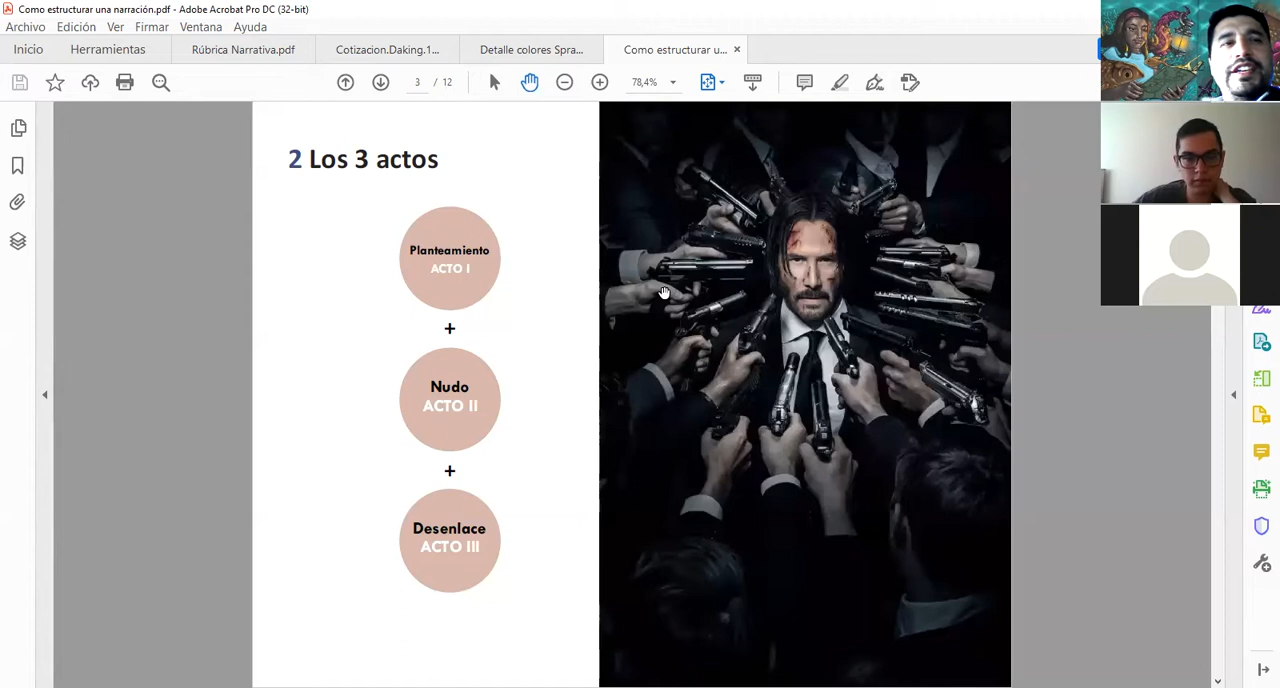 Como estructurar una narración.pdf - Adobe Acrobat Pro DC (32-bit)
Archivo Edición Ver Firmar Ventana Ayuda
Inicio Herramientas Rúbrica Narrativa.pdf Cotizacion.Daking.1... Detalle colores Spra... Como estructurar u... ×
3 / 12 78,4%
2 Los 3 actos
Planteamiento
ACTO I
+
Nudo
ACTO II
+
Desenlace
ACTO III